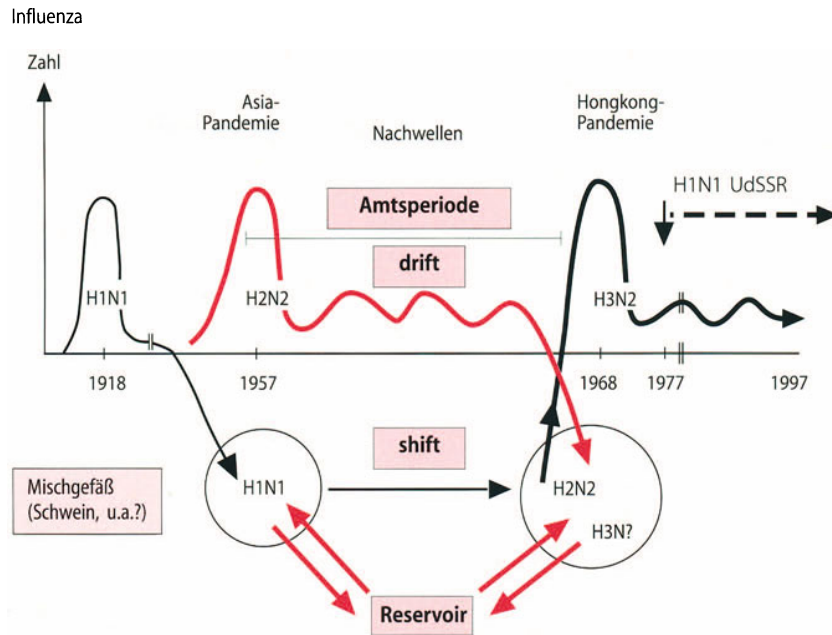 Influenza
Zahl
Asia-
Pandemie
Nachwellen
Hongkong-
Pandemie
H1N1 UdSSR
Amtsperiode
drift
H1N1
H2N2
H3N2
1918
1957
1968
1977
1997
shift
Mischgefäß
(Schwein, u.a.?)
H1N1
H2N2
H3N?
Reservoir